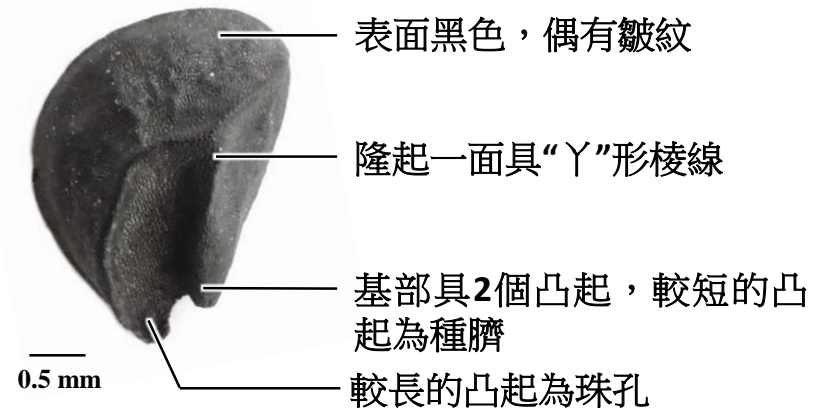 表面黑色，偶有皺紋
隆起一面具“丫”形棱線
基部具2個凸起，較短的凸
起為種臍
0.5 mm
較長的凸起為珠孔